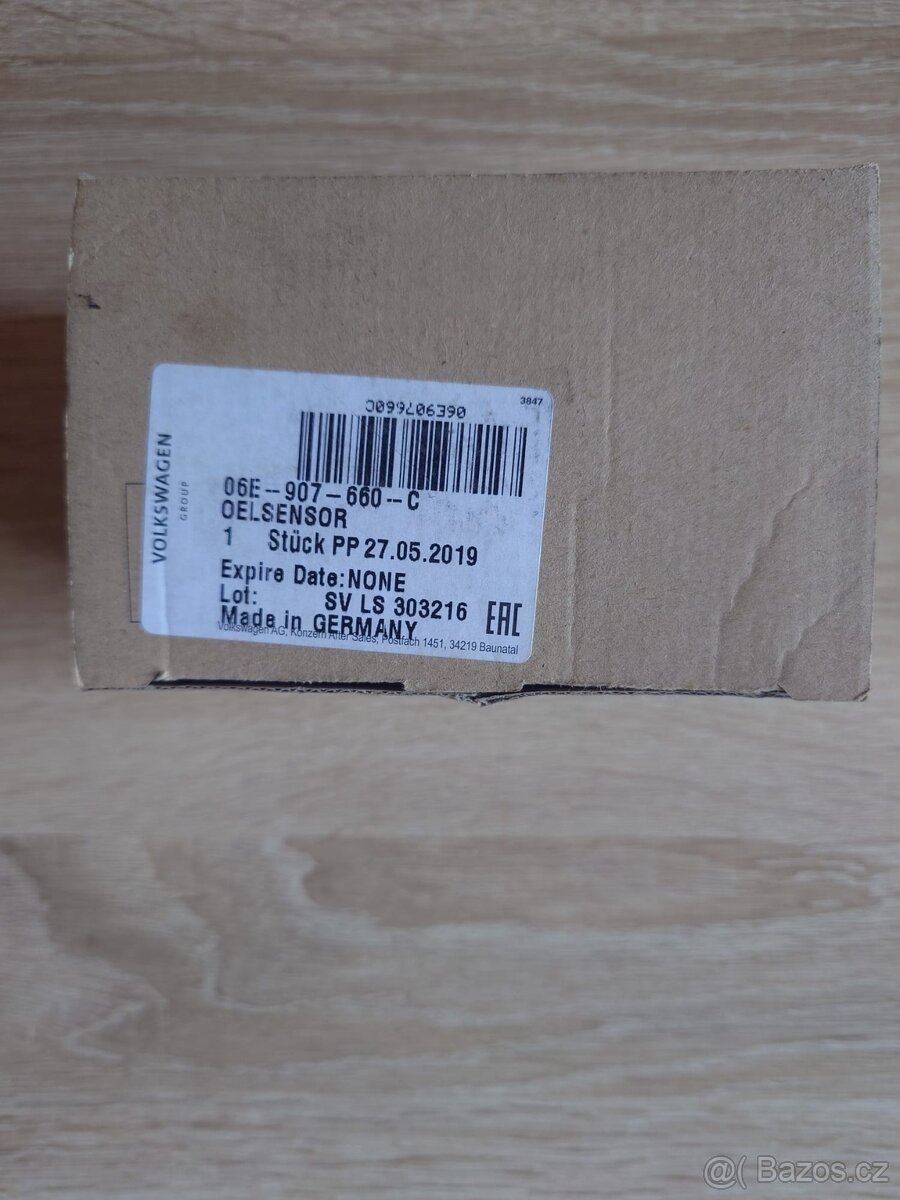 3847
06E907660C
VOLKSWAGEN
GROUP
06E--907-660--C
OELSENSOR
1 Stück PP 27.05.2019
Expire Date:NONE
Lot: SV LS 303216
EAC
Made in GERMANY
Volkswagen AG, Konzern After Sales, Postfach 1451, 34219 Baunatal
@( Bazos.cz